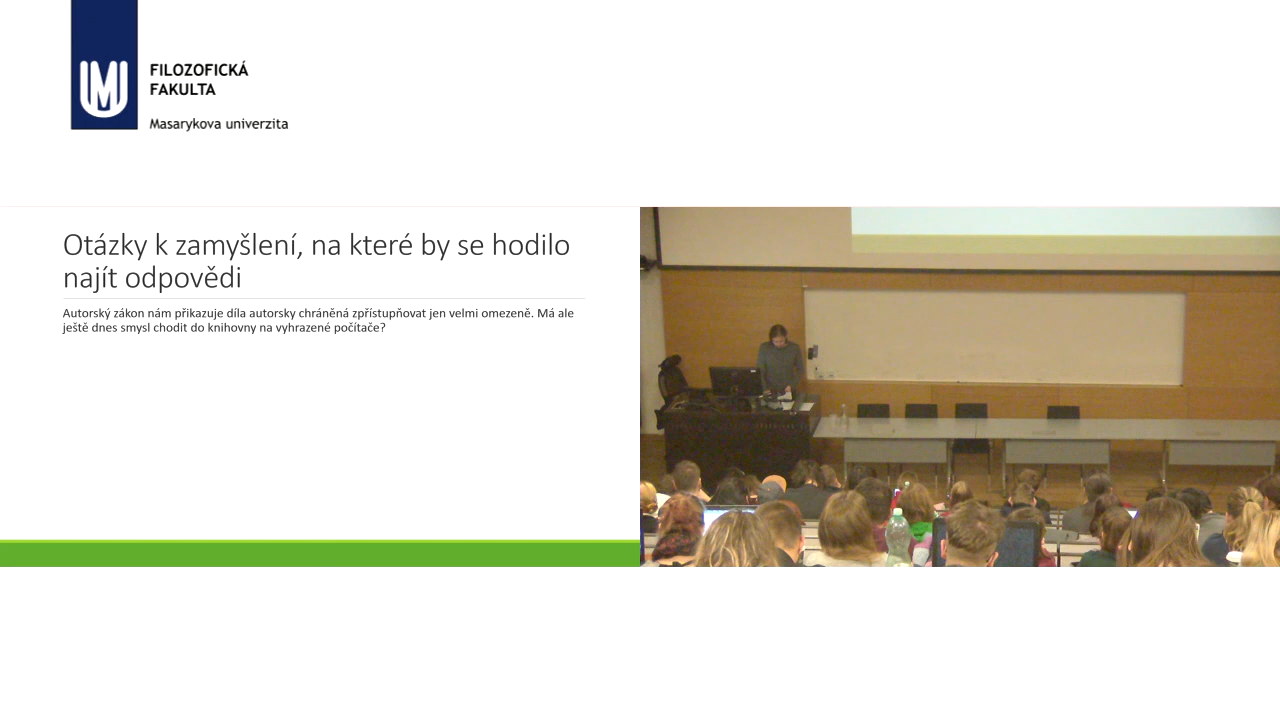 FILOZOFICKÁ
FAKULTA
Masarykova univerzita
Otázky k zamyšlení, na které by se hodilo
najít odpovědi
Autorský zákon nám přikazuje díla autorsky chráněná zpřístupňovat jen velmi omezeně. Má ale
ještě dnes smysl chodit do knihovny na vyhrazené počítače?